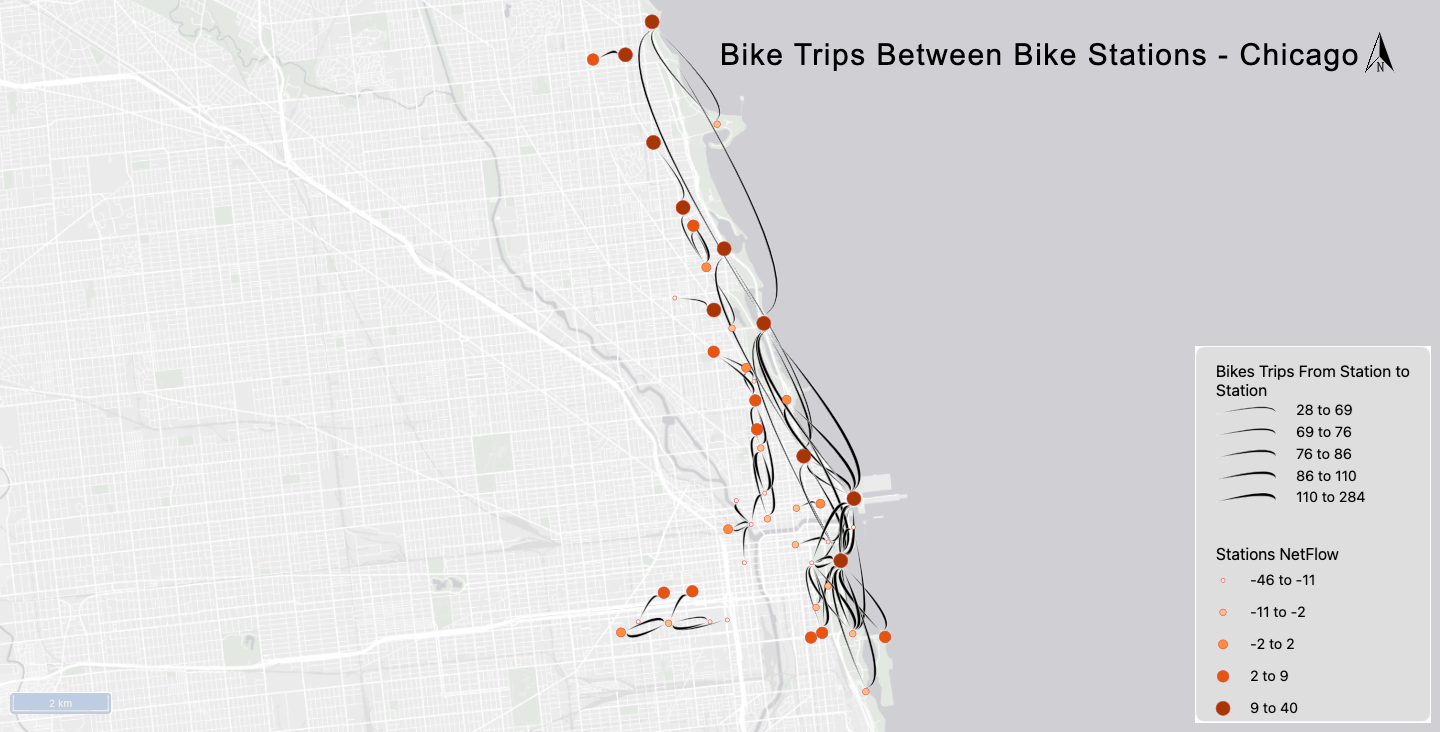 Bike Trips Between Bike Stations - Chicago
N
Bikes Trips From Station to
Station
28 to 69
69 to 76
76 to 86
86 to 110
110 to 284
Stations NetFlow
-46 to -11
-11 to -2
-2 to 2
2 to 9
9 to 40
2 km